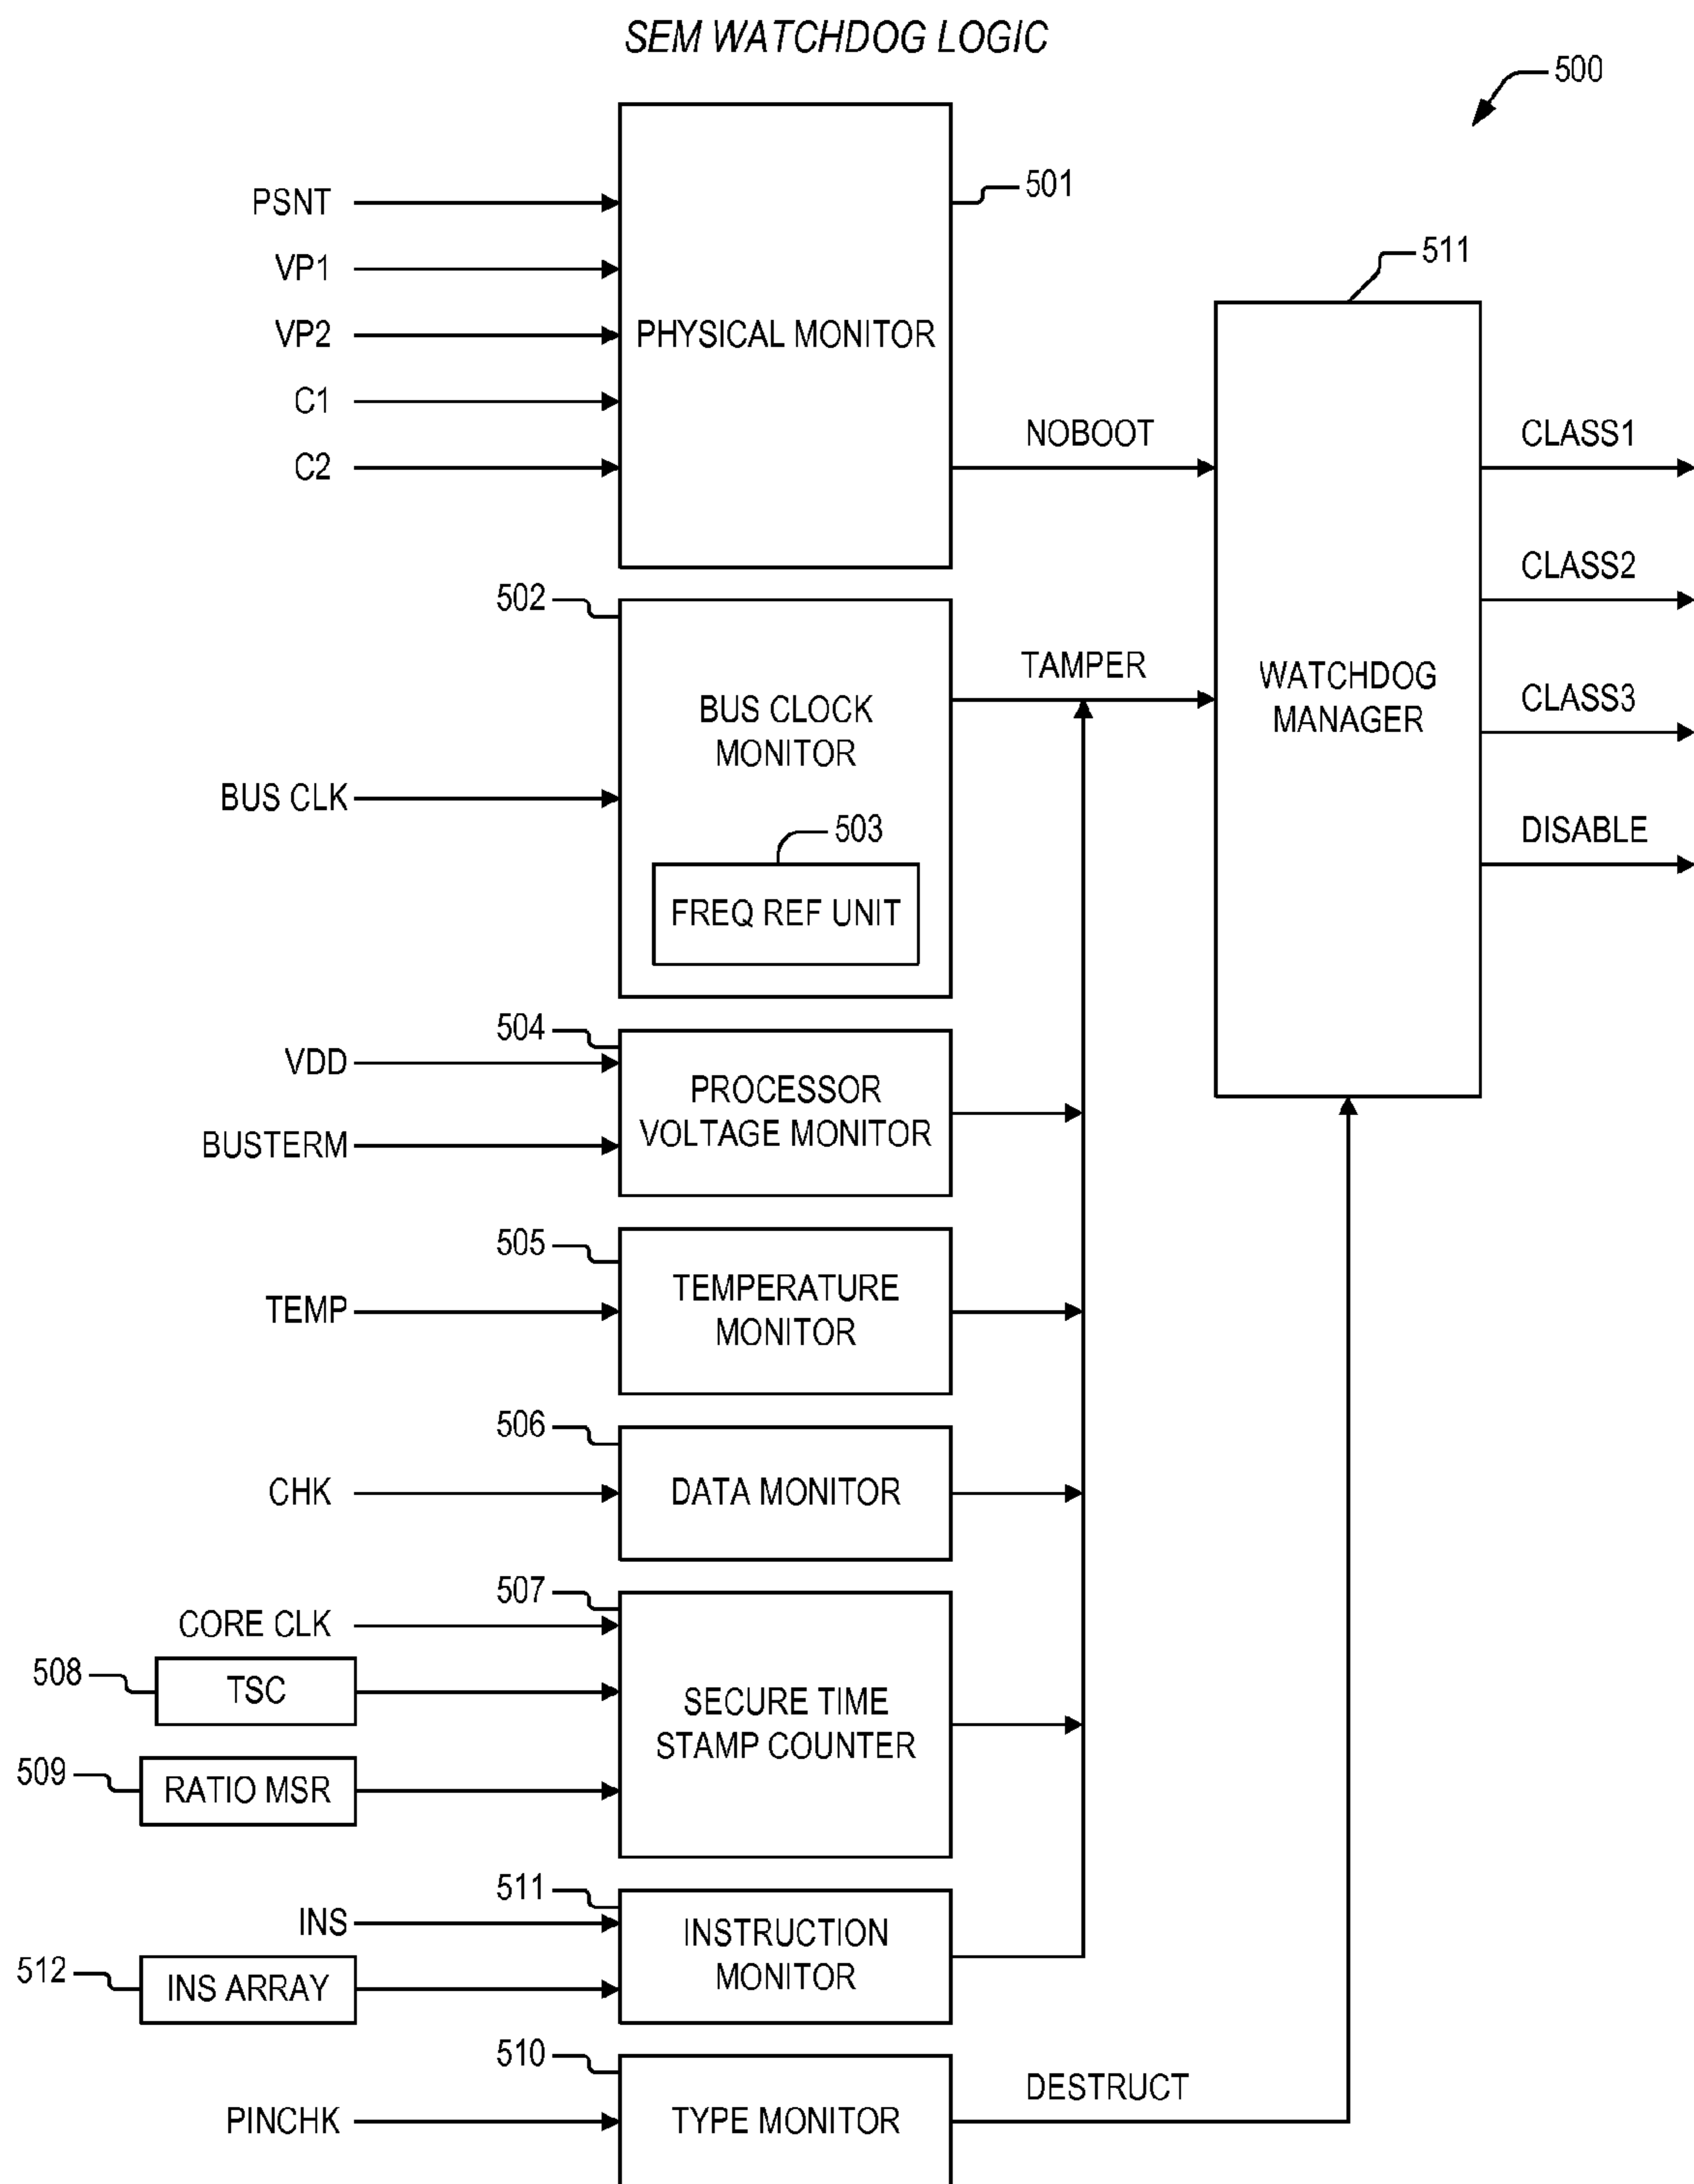 SEM WATCHDOG LOGIC
500
501
PSNT
VP1
VP2
C1
C2
PHYSICAL MONITOR
NOBOOT
511
WATCHDOG
MANAGER
CLASS1
CLASS2
CLASS3
DISABLE
502
BUS CLOCK
MONITOR
TAMPER
BUS CLK
503
FREQ REF UNIT
504
VDD
BUSTERM
PROCESSOR
VOLTAGE MONITOR
505
TEMP
TEMPERATURE
MONITOR
506
CHK
DATA MONITOR
507
CORE CLK
508
TSC
509
RATIO MSR
SECURE TIME
STAMP COUNTER
511
INS
512
INS ARRAY
INSTRUCTION
MONITOR
510
PINCHK
TYPE MONITOR
DESTRUCT